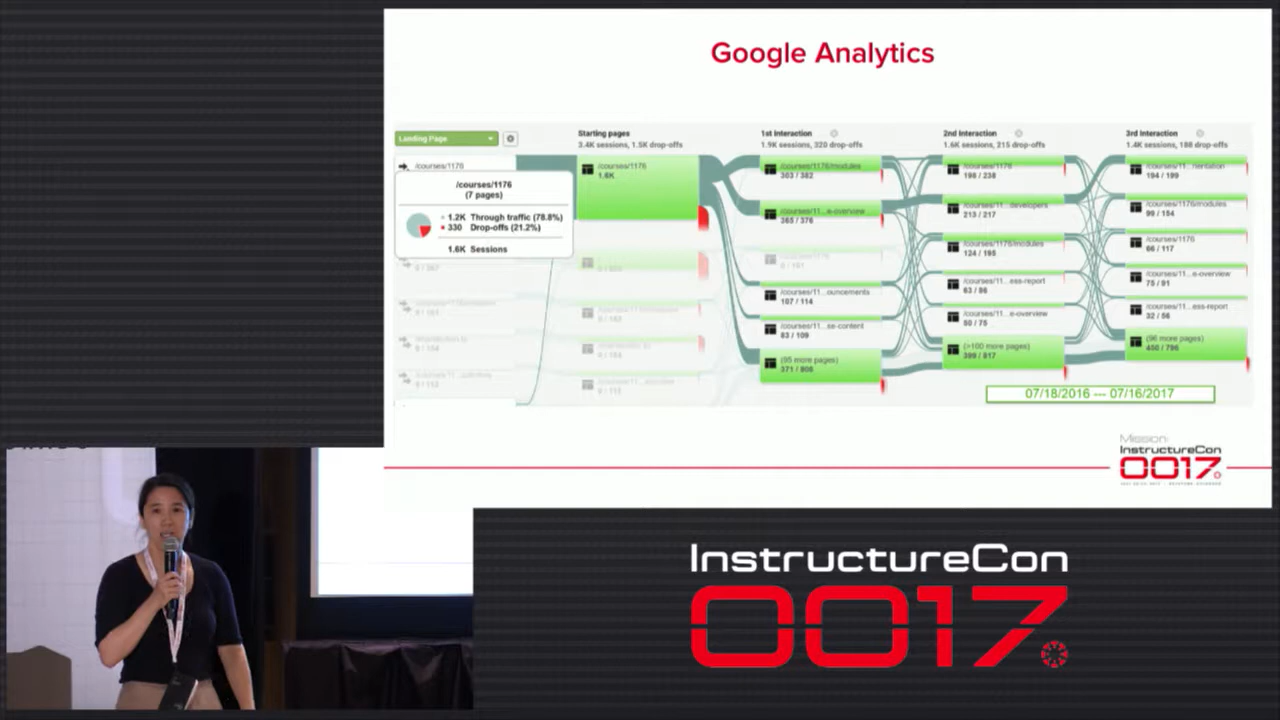 Google Analytics
Landing Page
Starting pages
3.4K sessions, 1.5K drop-offs
1st Interaction
1.9K sessions, 320 drop-offs
2nd Interaction
1.6K sessions, 215 drop-offs
3rd Interaction
1.4K sessions, 188 drop-offs
/courses/1176
/courses/1176
(7 pages)
1.2K Through traffic (78.8%)
330 Drop-offs (21.2%)
1.6K Sessions
/courses/1176
1.6K
/courses/1176/modules
303 / 382
/courses/11...e-overview
365 / 376
/courses/11...ouncements
107 / 114
/courses/11...se-content
83 / 109
(95 more pages)
371 / 808
/courses/1176
198 / 238
/courses/11...developers
213 / 217
/courses/1176/modules
124 / 195
/courses/11...ess-report
63 / 86
/courses/11...e-overview
50 / 75
(>100 more pages)
399 / 817
194 / 199
/courses/1176/modules
99 / 154
/courses/1176
66 / 117
/courses/11...e-overview
75 / 91
/courses/11...ess-report
32 / 56
(96 more pages)
450 / 796
07/18/2016 --- 07/16/2017
Mission:
InstructureCon
0017
InstructureCon
0017